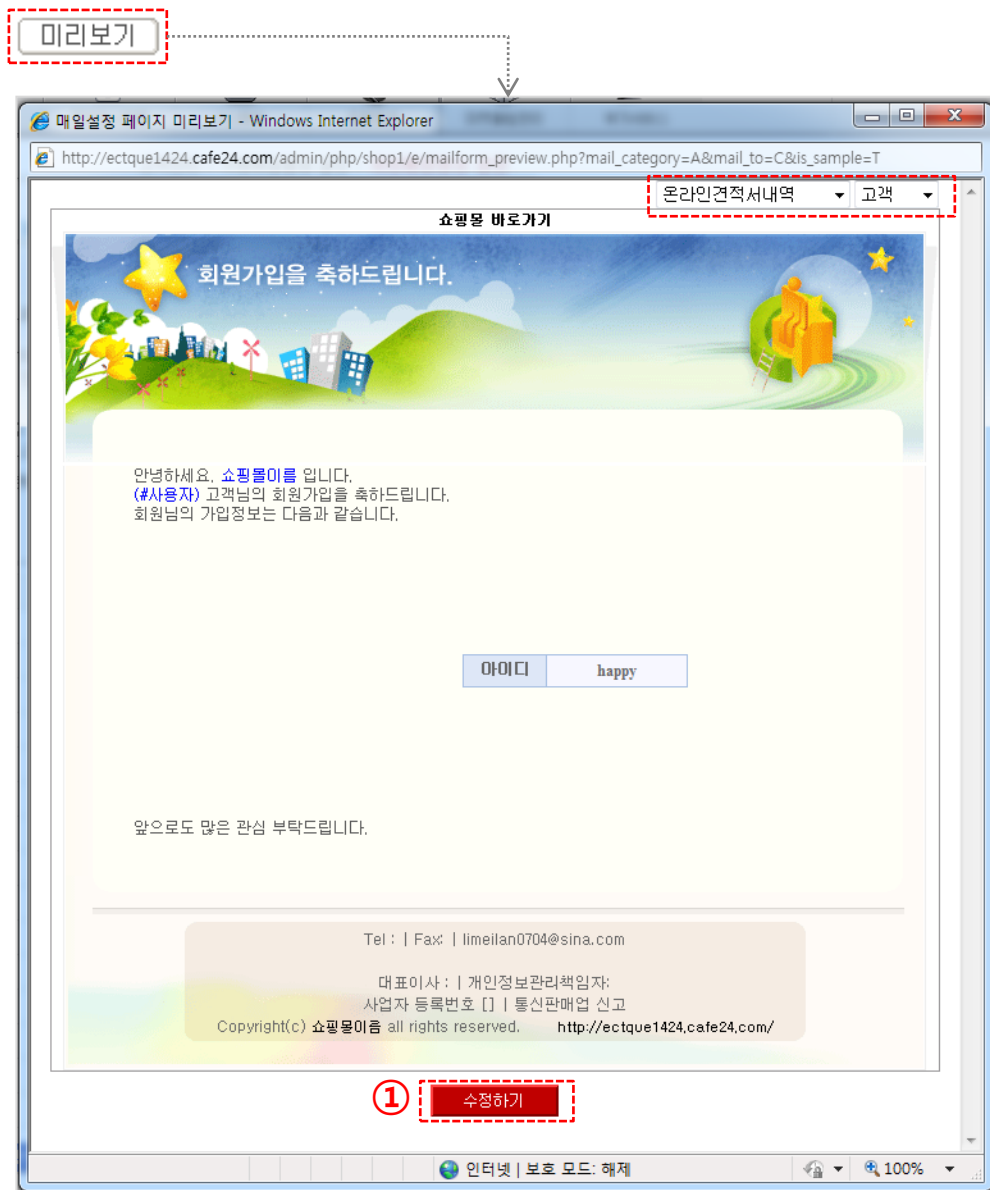 미리보기
매일설정 페이지 미리보기 - Windows Internet Explorer
http://ectque1424.cafe24.com/admin/php/shop1/e/mailform_preview.php?mail_category=A&mail_to=C&is_sample=T
온라인견적서내역 고객
쇼핑몰 바로가기
회원가입을 축하드립니다.
안녕하세요, 쇼핑몰이름 입니다.
(#사용자) 고객님의 회원가입을 축하드립니다.
회원님의 가입정보는 다음과 같습니다.
아이디 happy
앞으로도 많은 관심 부탁드립니다.
Tel : | Fax: | limeilan0704@sina.com
대표이사 : | 개인정보관리책임자:
사업자 등록번호 [] | 통신판매업 신고
Copyright(c) 쇼핑몰이음 all rights reserved. http://ectque1424.cafe24.com/
① 수정하기
인터넷 | 보호 모드: 해제 100%